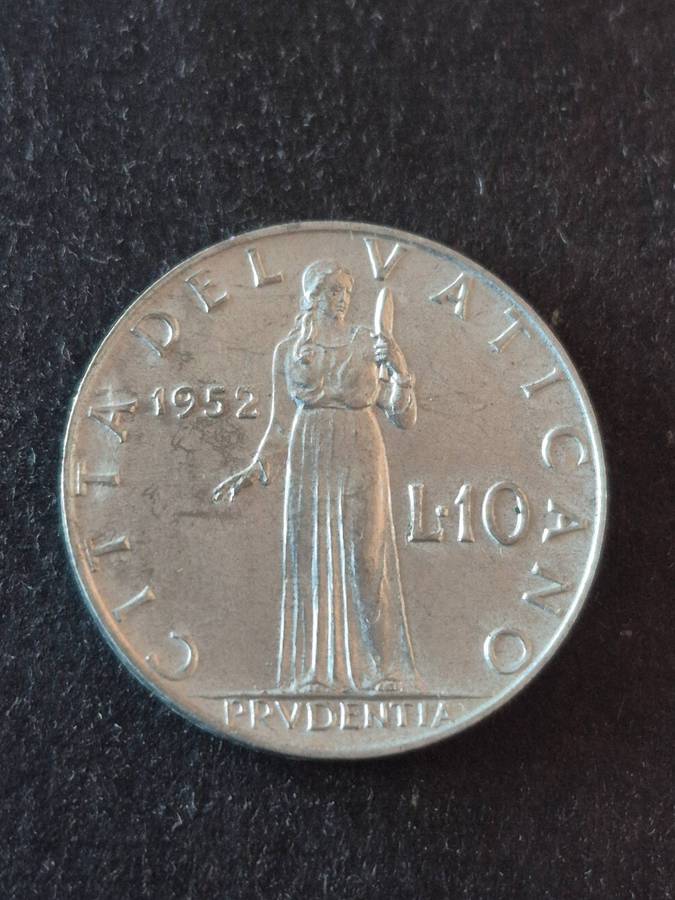 CITTA DEL VATICANO
1952
L·10
PRVDENTIA